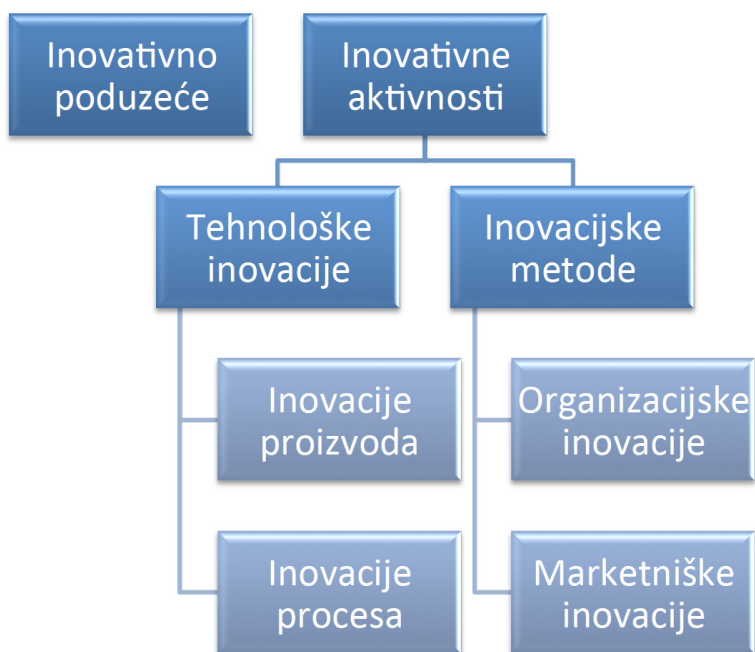 Inovativno
poduzeće
Inovativne
aktivnosti
Tehnološke
inovacije
Inovacijske
metode
Inovacije
proizvoda
Organizacijske
inovacije
Inovacije
procesa
Marketniške
inovacije